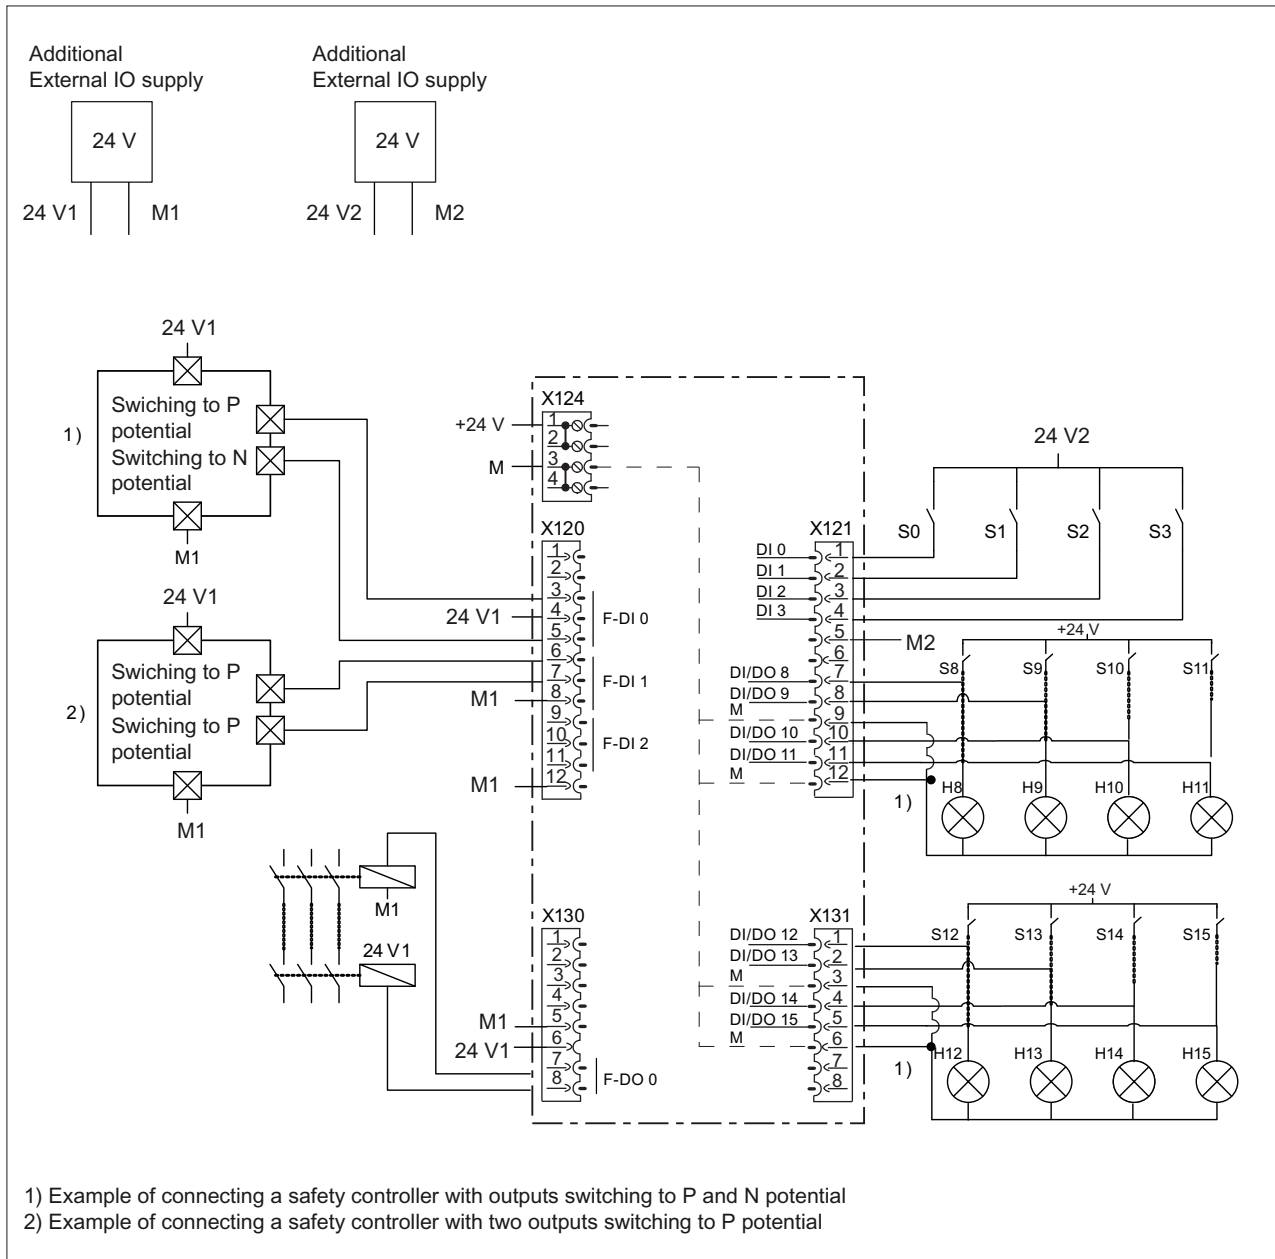 Additional
External IO supply
24 V
24 V1
M1
Additional
External IO supply
24 V
24 V2
M2
24 V1
1)
Swiching to P
potential
Switching to N
potential
M1
24 V1
2)
Swiching to P
potential
Swiching to P
potential
M1
M1
24 V1
X124
+24 V
M
1
2
3
4
X120
1
2
3
4
5
6
7
8
9
10
11
12
24 V1
M1
M1
F-DI 0
F-DI 1
F-DI 2
X130
1
2
3
4
5
6
7
8
M1
24 V1
F-DO 0
X121
DI 0
DI 1
DI 2
DI 3
DI/DO 8
DI/DO 9
M
DI/DO 10
DI/DO 11
M
1
2
3
4
5
6
7
8
9
10
11
12
24 V2
S0
S1
S2
S3
M2
+24 V
S8
S9
S10
S11
1)
H8
H9
H10
H11
X131
DI/DO 12
DI/DO 13
M
DI/DO 14
DI/DO 15
M
1
2
3
4
5
6
7
8
+24 V
S12
S13
S14
S15
1)
H12
H13
H14
H15
1) Example of connecting a safety controller with outputs switching to P and N potential
2) Example of connecting a safety controller with two outputs switching to P potential